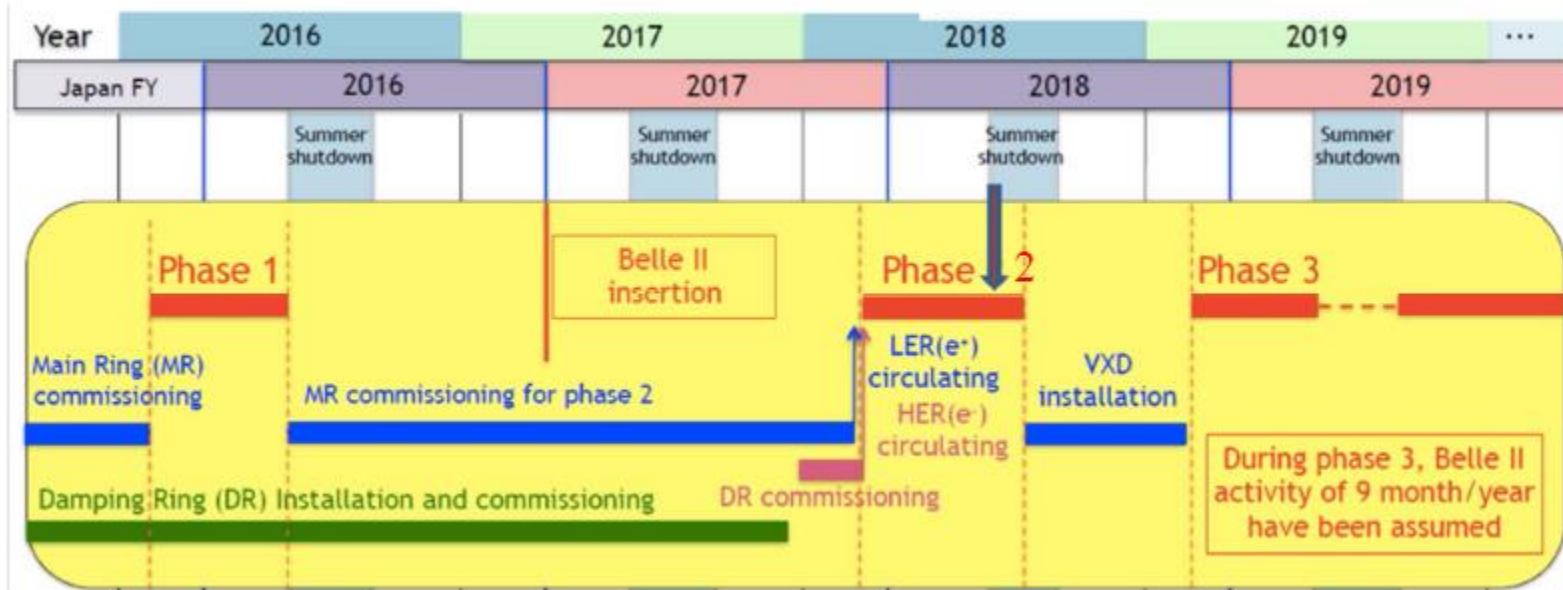 Year 2016 2017 2018 2019 ...
Japan FY 2016 2017 2018 2019
Summer
shutdown
Summer
shutdown
Summer
shutdown
Summer
shutdown
Phase 1
Belle II
insertion
Phase 2
Phase 3
Main Ring (MR)
commissioning
MR commissioning for phase 2
LER(e⁺)
circulating
HER(e⁻)
circulating
VXD
installation
DR commissioning
Damping Ring (DR) Installation and commissioning
During phase 3, Belle II
activity of 9 month/year
have been assumed